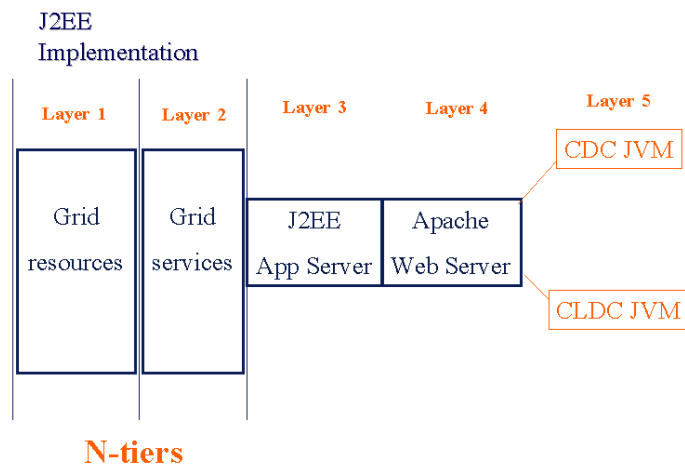 J2EE
Implementation
Layer 1
Layer 2
Layer 3
Layer 4
Layer 5
CDC JVM
Grid
resources
Grid
services
J2EE
App Server
Apache
Web Server
CLDC JVM
N-tiers